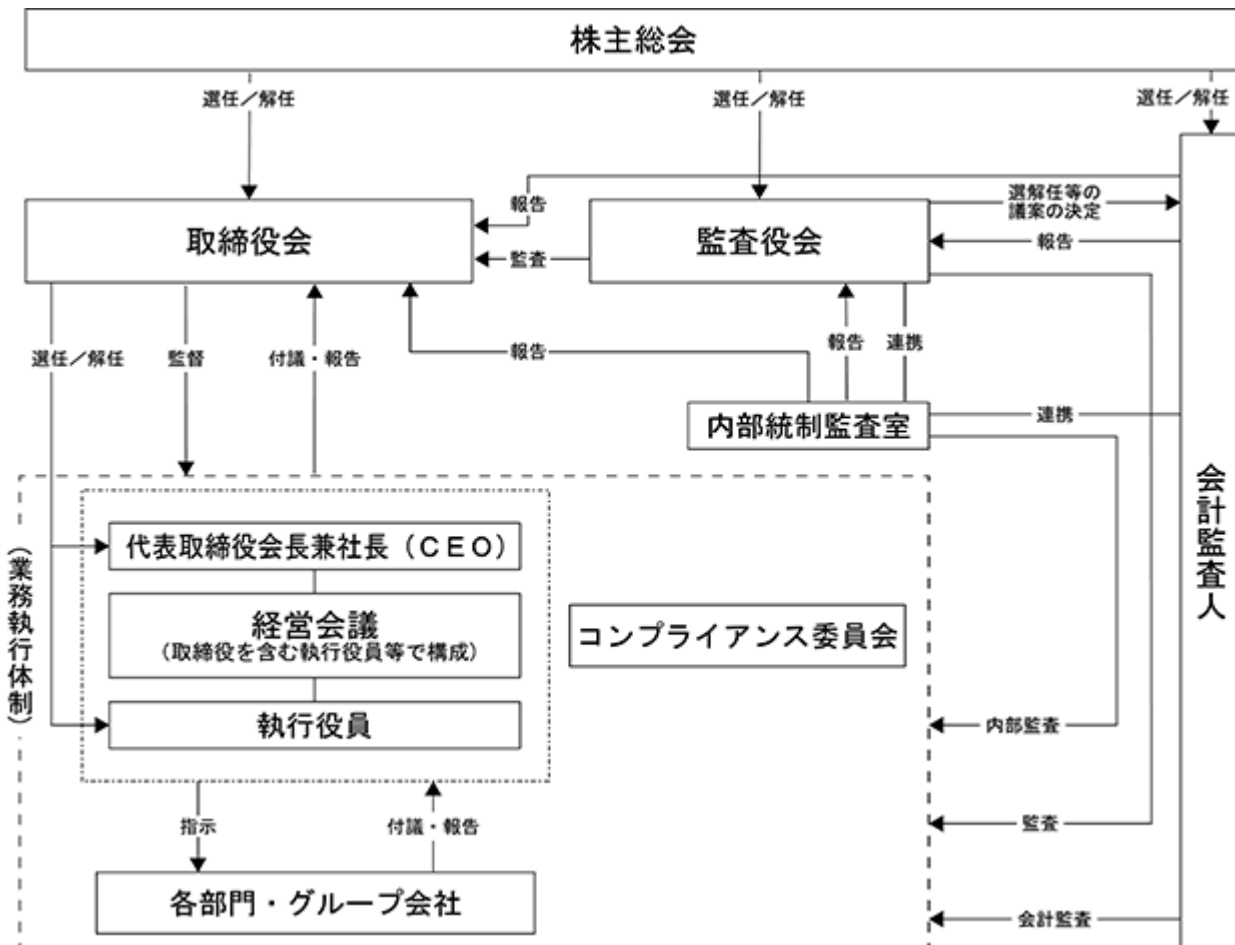 株主総会
選任／解任
選任／解任
選任／解任
報告
選解任等の
議案の決定
取締役会
監査役会
監査
報告
選任／解任
監督
付議・報告
報告
報告
連携
内部統制監査室
連携
会計監査人
（業務執行体制）
代表取締役会長兼社長（ＣＥＯ）
経営会議
（取締役を含む執行役員等で構成）
コンプライアンス委員会
執行役員
内部監査
指示
付議・報告
監査
各部門・グループ会社
会計監査